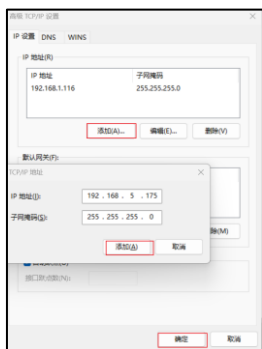 高级 TCP/IP 设置
IP 设置 DNS WINS
IP 地址(R)
IP 地址 子网掩码
192.168.1.116 255.255.255.0
添加(A)... 编辑(E)... 删除(V)
默认网关(F):
TCP/IP 地址
IP 地址(I): 192 . 168 . 5 . 175
子网掩码(S): 255 . 255 . 255 . 0
添加(A) 取消
除(M)
接口跃点数(N):
确定 取消